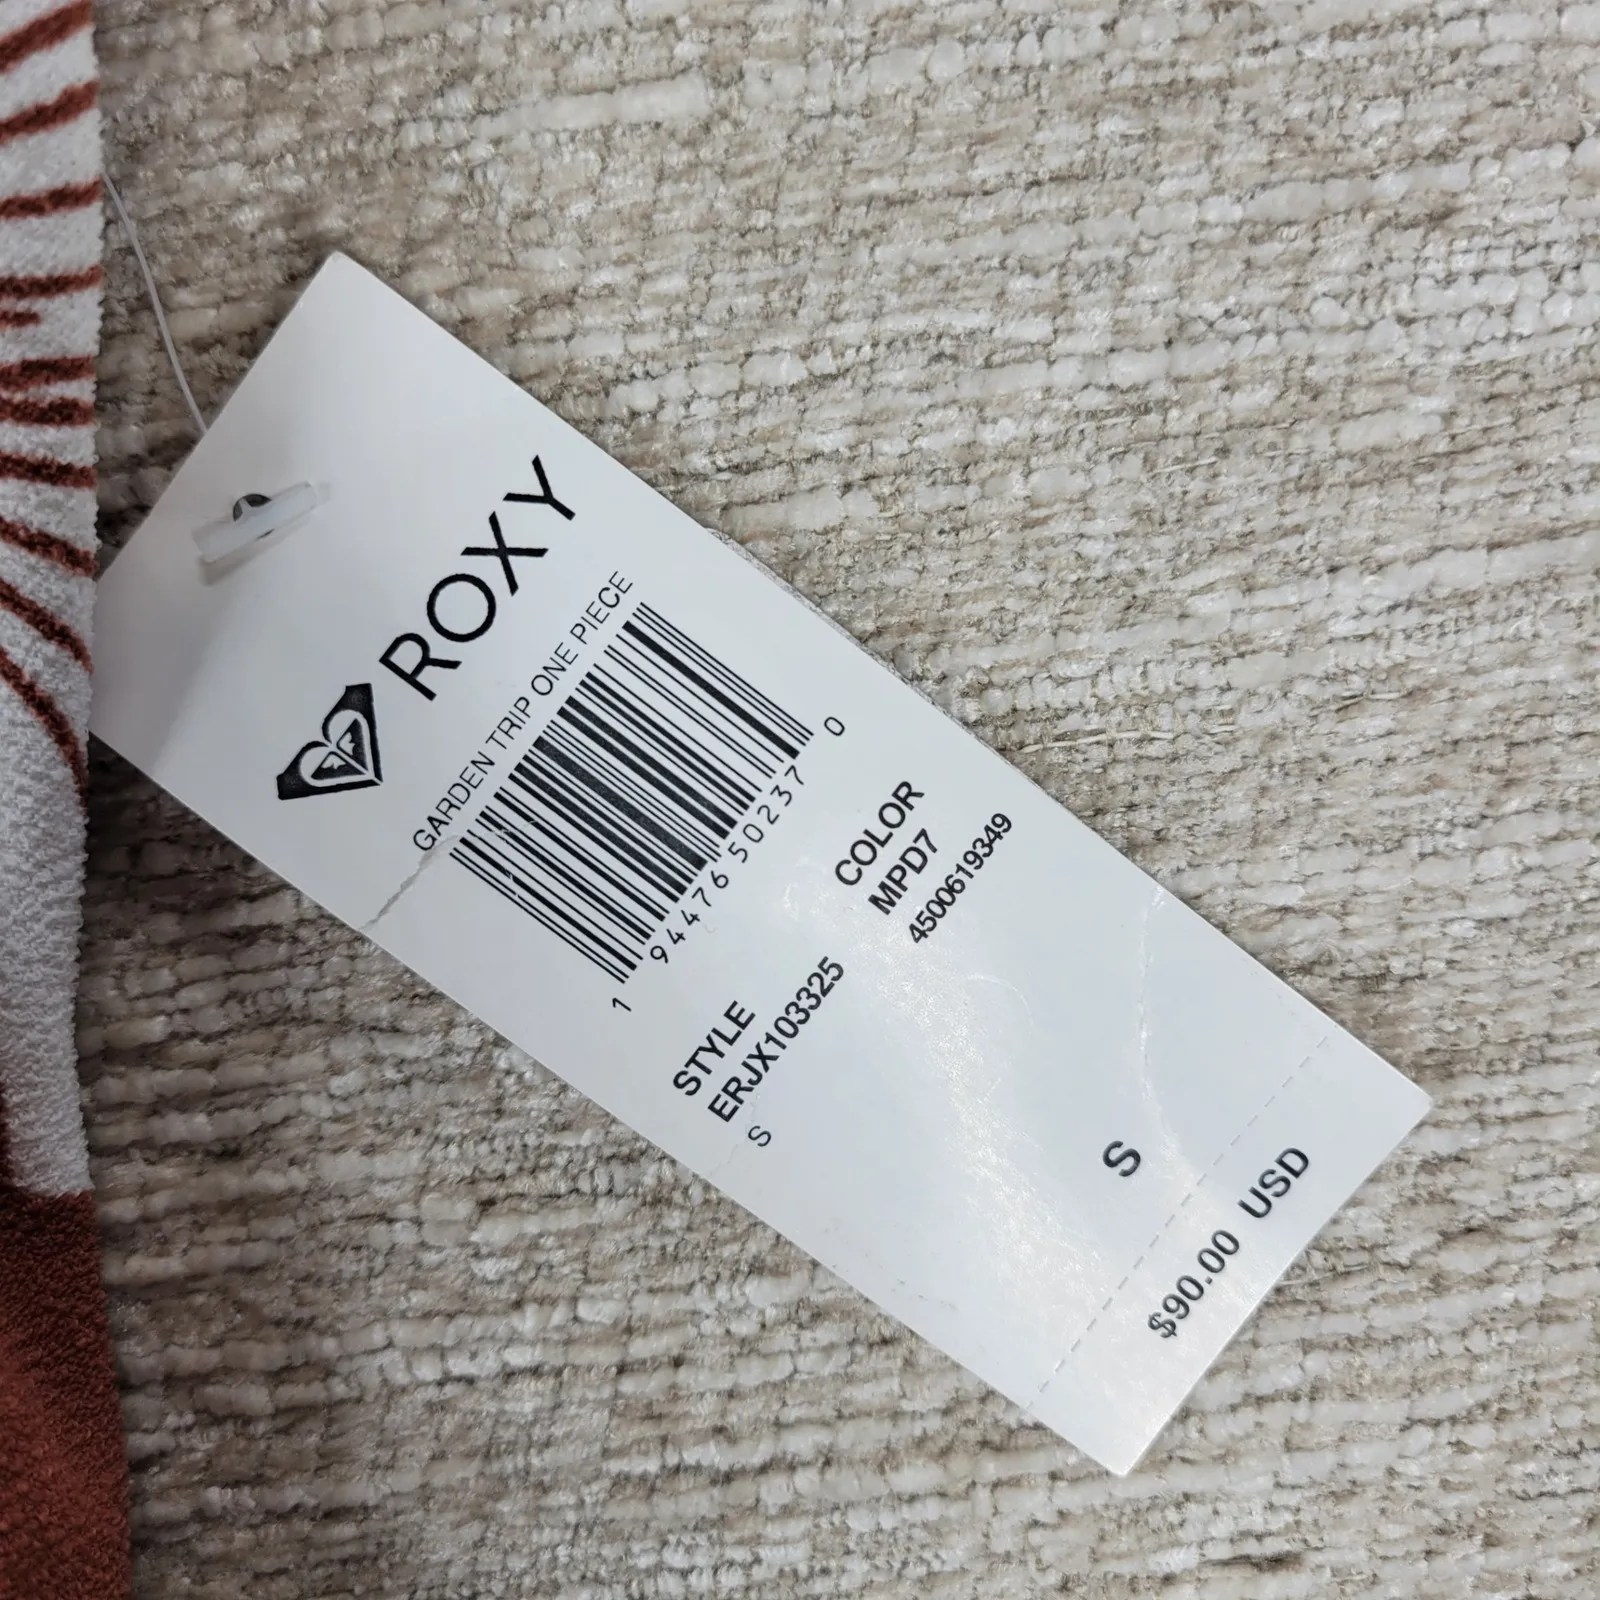 ROXY
GARDEN TRIP ONE PIECE
1 94476 50237 0
STYLE
ERJX103325
S
COLOR
MPD7
4500619349
S
$90.00 USD